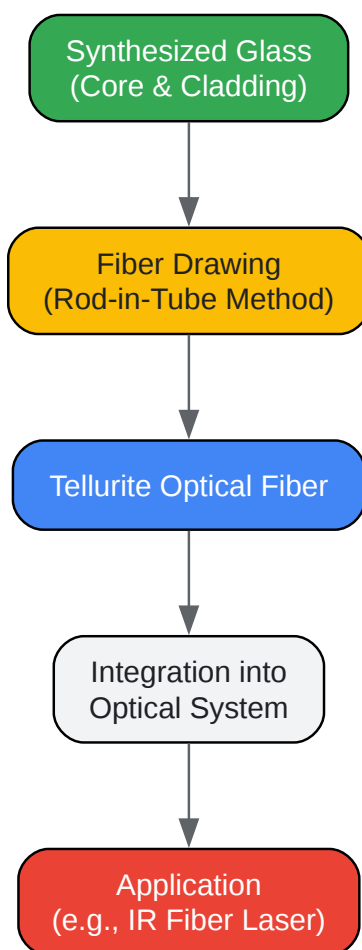 Synthesized Glass
(Core & Cladding)
Fiber Drawing
(Rod-in-Tube Method)
Tellurite Optical Fiber
Integration into
Optical System
Application
(e.g., IR Fiber Laser)